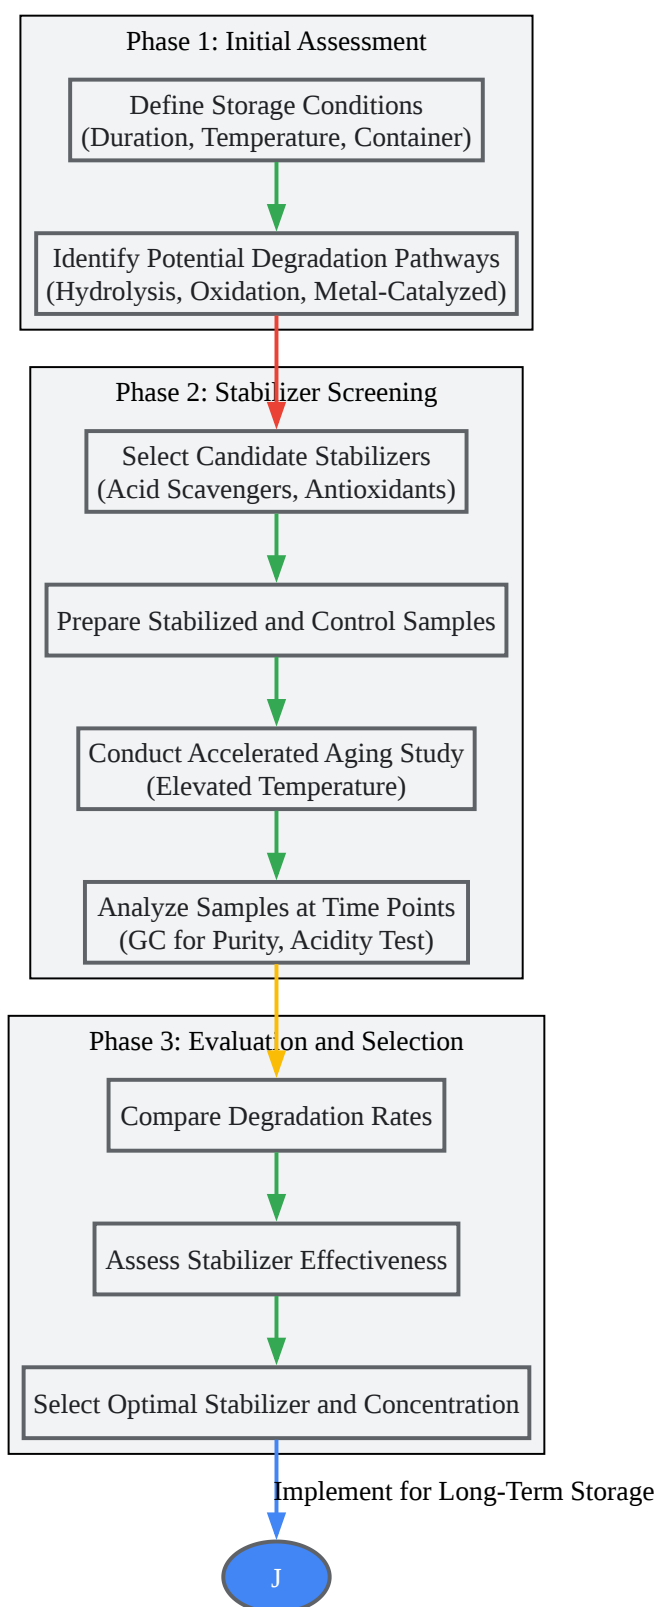 Phase 1: Initial Assessment
Define Storage Conditions
(Duration, Temperature, Container)
Identify Potential Degradation Pathways
(Hydrolysis, Oxidation, Metal-Catalyzed)
Phase 2: Stabilizer Screening
Select Candidate Stabilizers
(Acid Scavengers, Antioxidants)
Prepare Stabilized and Control Samples
Conduct Accelerated Aging Study
(Elevated Temperature)
Analyze Samples at Time Points
(GC for Purity, Acidity Test)
Phase 3: Evaluation and Selection
Compare Degradation Rates
Assess Stabilizer Effectiveness
Select Optimal Stabilizer and Concentration
Implement for Long-Term Storage
J